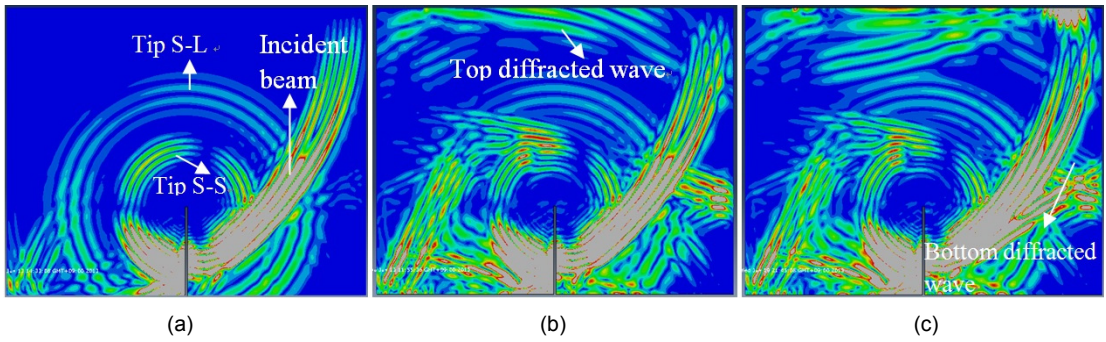 Tip S-L
Incident
beam
Tip S-S
(a)
Top diffracted wave
(b)
Bottom diffracted
wave
(c)